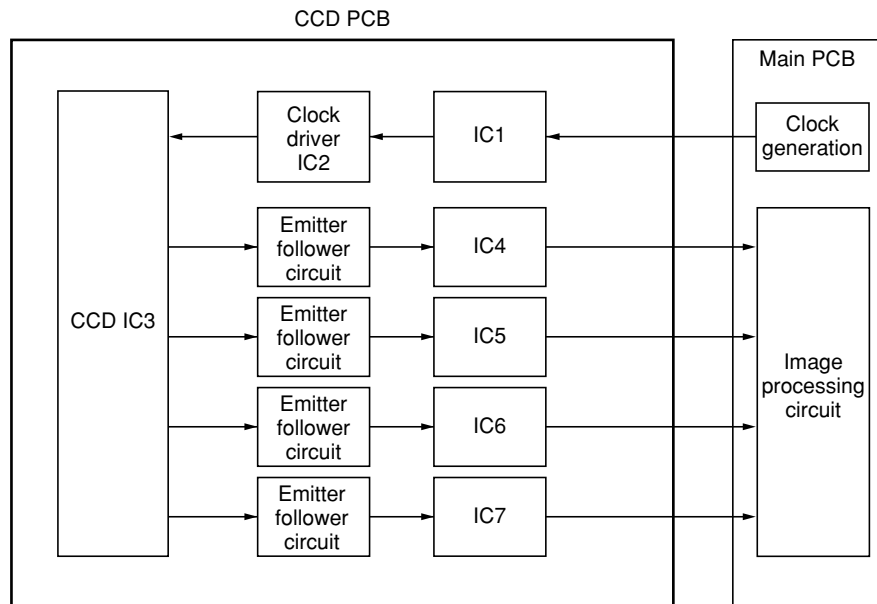 CCD PCB
Main PCB
Clock
driver
IC2
IC1
Clock
generation
CCD IC3
Emitter
follower
circuit
IC4
Emitter
follower
circuit
IC5
Emitter
follower
circuit
IC6
Emitter
follower
circuit
IC7
Image
processing
circuit